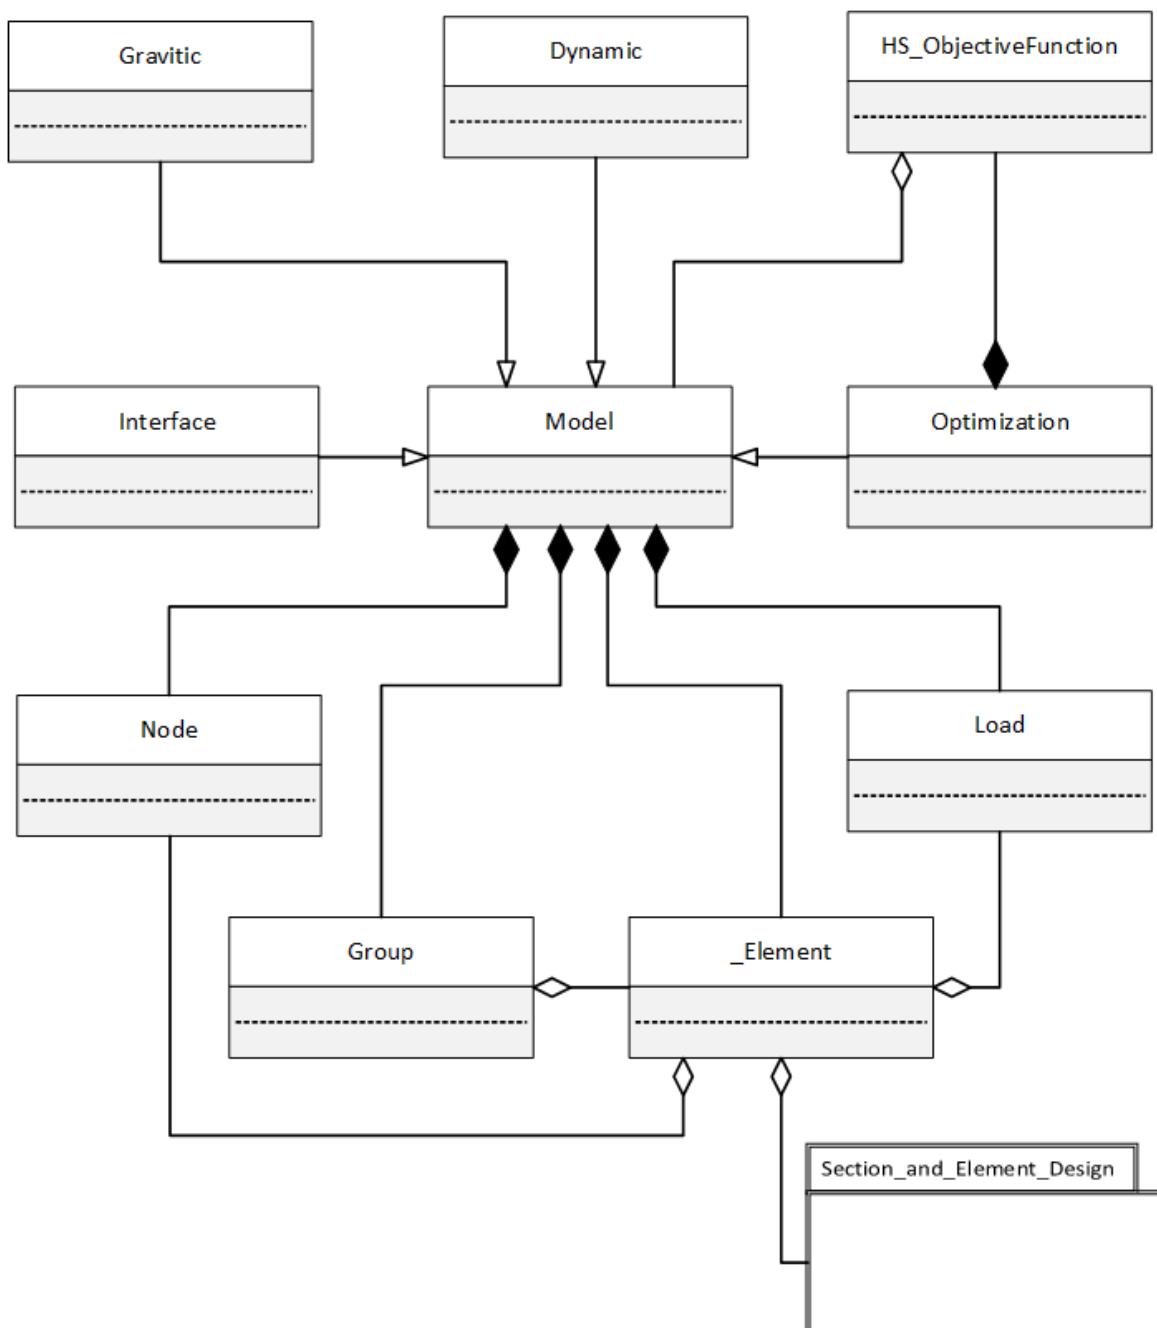 Gravitic
Dynamic
HS_ObjectiveFunction
Interface
Model
Optimization
Node
Load
Group
_Element
Section_and_Element_Design